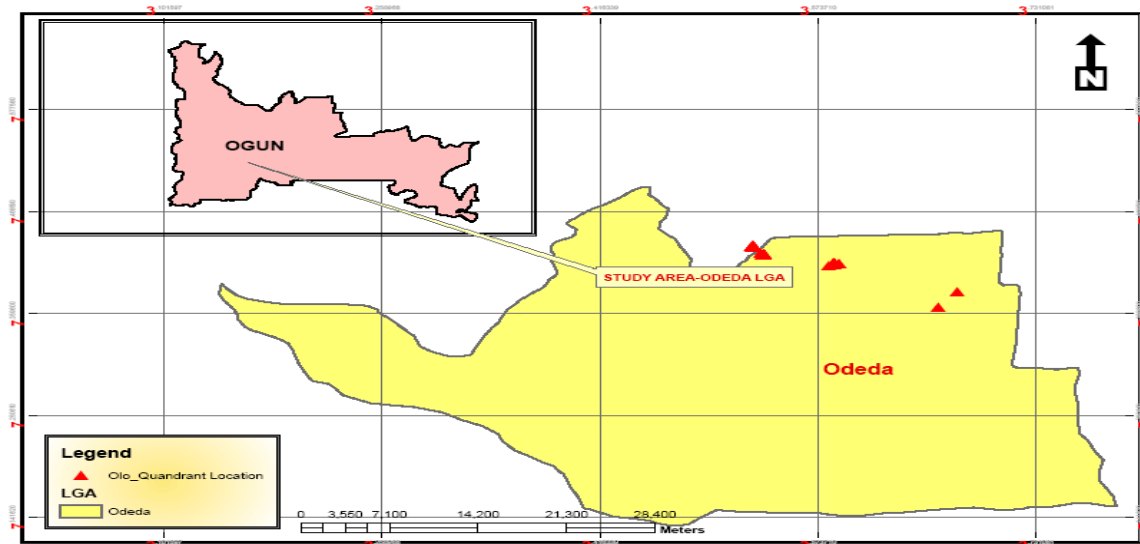 N
OGUN
STUDY AREA-ODEDA LGA
Odeda
Legend
Olo_Quandrant Location
LGA
Odeda
0 3,550 7,100 14,200 21,300 28,400
Meters